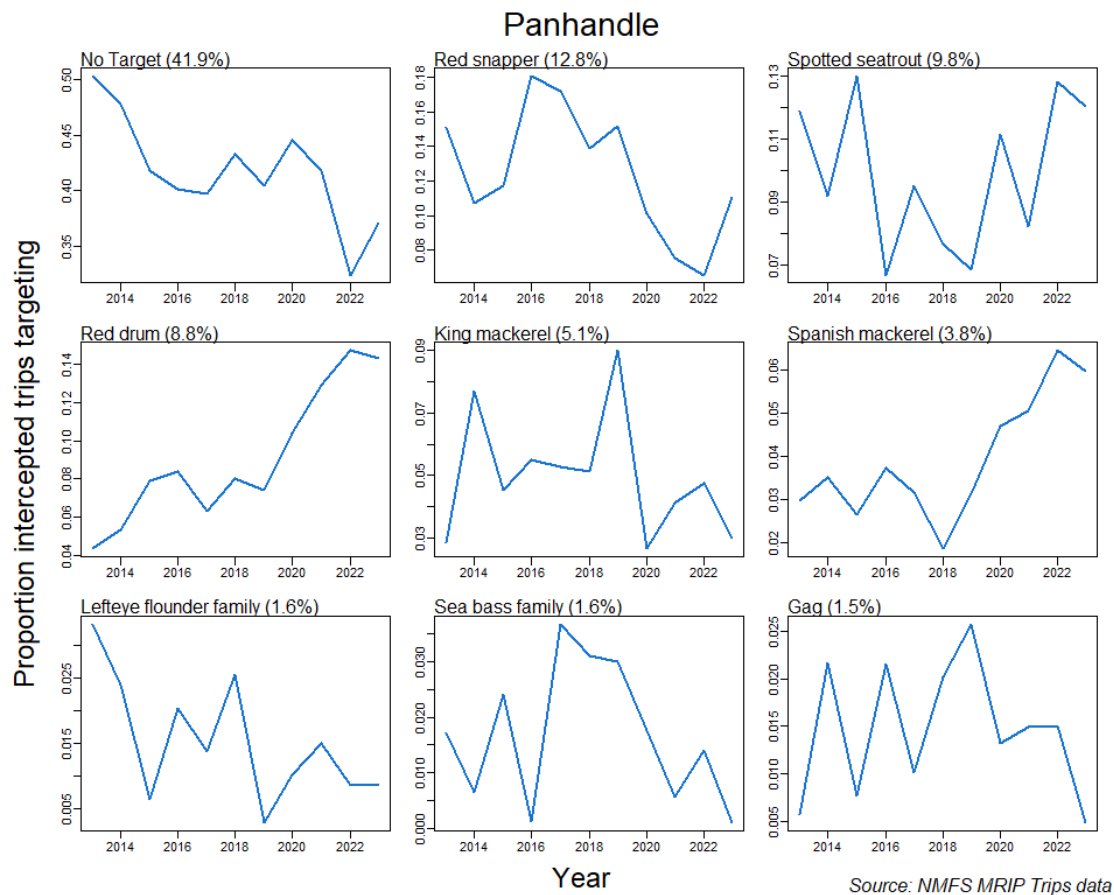 Panhandle
Proportion intercepted trips targeting
No Target (41.9%)
0.50
0.45
0.40
0.35
2014 2016 2018 2020 2022
Red snapper (12.8%)
0.18
0.16
0.14
0.12
0.10
0.08
2014 2016 2018 2020 2022
Spotted seatrout (9.8%)
0.13
0.11
0.09
0.07
2014 2016 2018 2020 2022
Red drum (8.8%)
0.14
0.12
0.10
0.08
0.06
0.04
2014 2016 2018 2020 2022
King mackerel (5.1%)
0.09
0.07
0.05
0.03
2014 2016 2018 2020 2022
Spanish mackerel (3.8%)
0.06
0.05
0.04
0.03
0.02
2014 2016 2018 2020 2022
Lefteye flounder family (1.6%)
0.025
0.015
0.005
2014 2016 2018 2020 2022
Sea bass family (1.6%)
0.030
0.020
0.010
0.000
2014 2016 2018 2020 2022
Gag (1.5%)
0.025
0.020
0.015
0.010
0.005
2014 2016 2018 2020 2022
Year
Source: NMFS MRIP Trips data